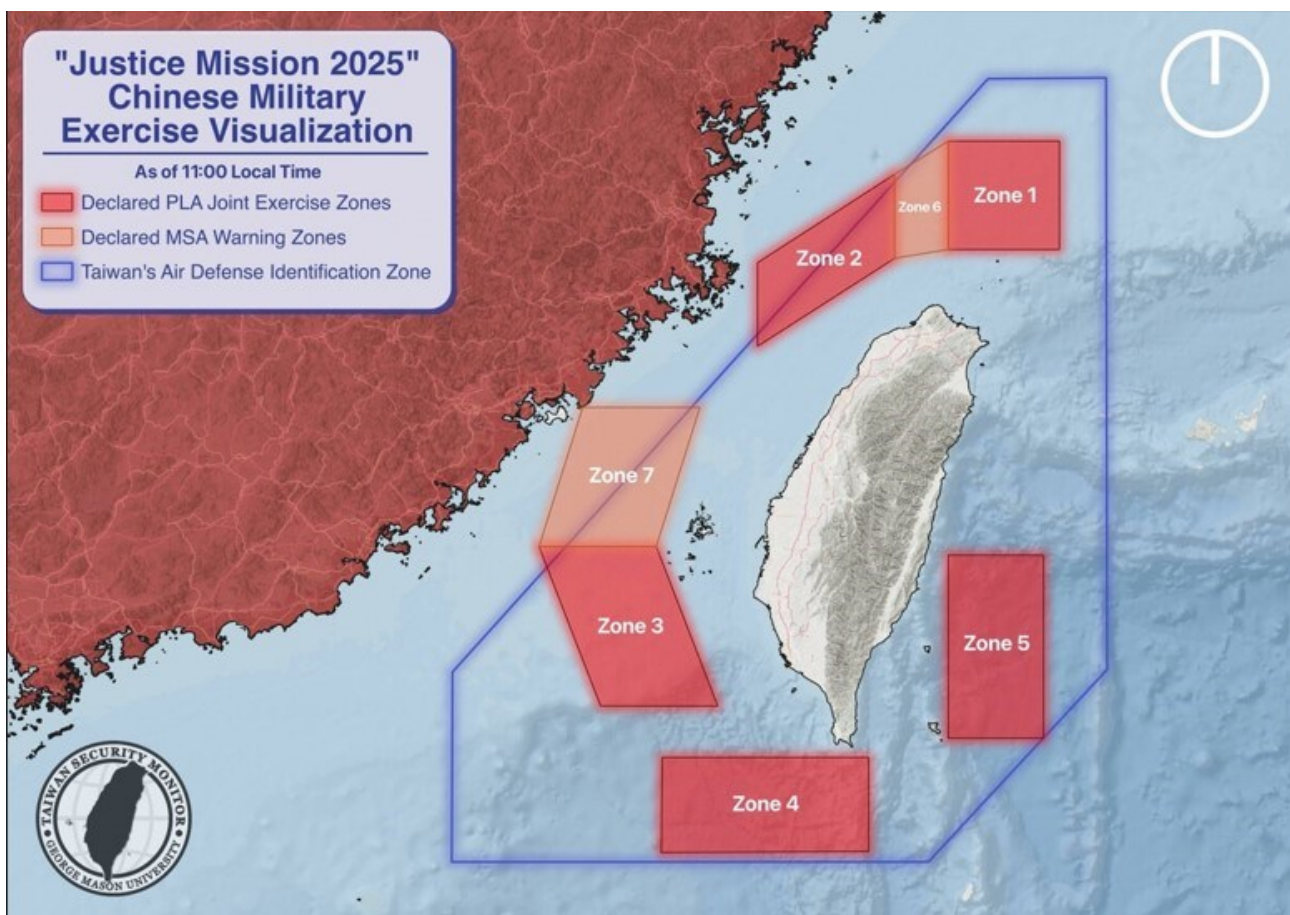 "Justice Mission 2025"
Chinese Military
Exercise Visualization
As of 11:00 Local Time
Declared PLA Joint Exercise Zones
Declared MSA Warning Zones
Taiwan's Air Defense Identification Zone
Zone 1
Zone 6
Zone 2
Zone 7
Zone 3
Zone 5
Zone 4
TAIWAN SECURITY MONITOR
GEORGE MASON UNIVERSITY